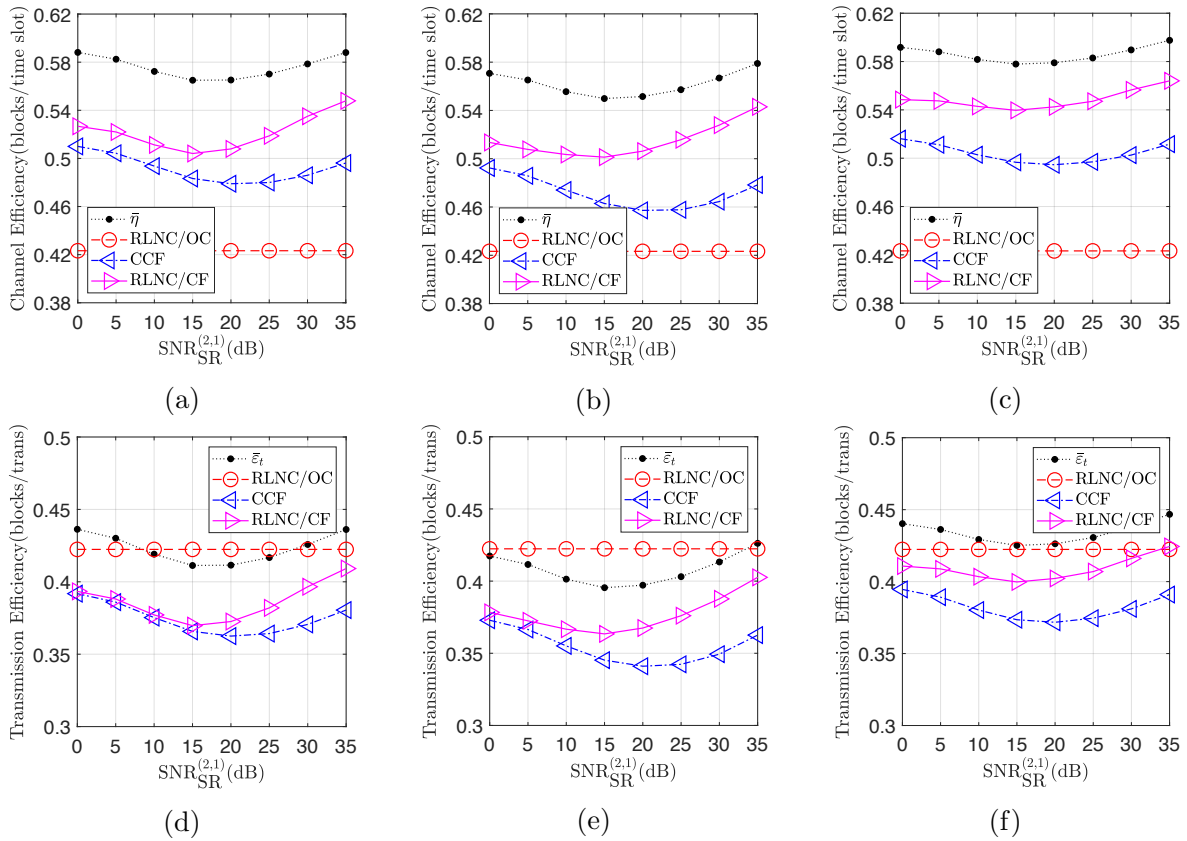 0.62
0.58
0.54
0.5
0.46
0.42
0.38
Channel Efficiency(blocks/time slot)
η̄
RLNC/OC
CCF
RLNC/CF
0 5 10 15 20 25 30 35
SNR_SR^(2,1)(dB)
(a)
0.62
0.58
0.54
0.5
0.46
0.42
0.38
Channel Efficiency(blocks/time slot)
η̄
RLNC/OC
CCF
RLNC/CF
0 5 10 15 20 25 30 35
SNR_SR^(2,1)(dB)
(b)
0.62
0.58
0.54
0.5
0.46
0.42
0.38
Channel Efficiency(blocks/time slot)
η̄
RLNC/OC
CCF
RLNC/CF
0 5 10 15 20 25 30 35
SNR_SR^(2,1)(dB)
(c)
0.5
0.45
0.4
0.35
0.3
Transmission Efficiency(blocks/trans)
ε̄_t
RLNC/OC
CCF
RLNC/CF
0 5 10 15 20 25 30 35
SNR_SR^(2,1)(dB)
(d)
0.5
0.45
0.4
0.35
0.3
Transmission Efficiency(blocks/trans)
ε̄_t
RLNC/OC
CCF
RLNC/CF
0 5 10 15 20 25 30 35
SNR_SR^(2,1)(dB)
(e)
0.5
0.45
0.4
0.35
0.3
Transmission Efficiency(blocks/trans)
ε̄_t
RLNC/OC
CCF
RLNC/CF
0 5 10 15 20 25 30 35
SNR_SR^(2,1)(dB)
(f)